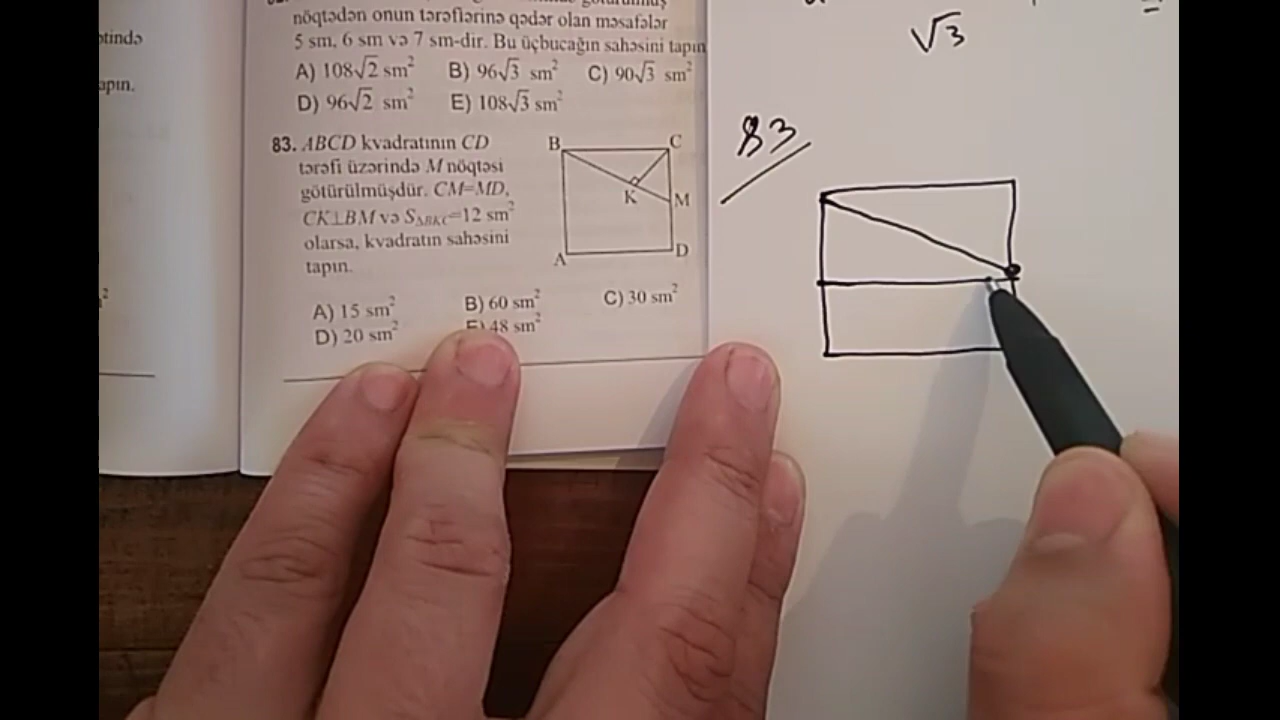 ətində
apın.
nöqtədən onun tərəflərinə qədər olan məsafələr
5 sm, 6 sm və 7 sm-dir. Bu üçbucağın sahəsini tapın
A) 108√2 sm² B) 96√3 sm² C) 90√3 sm²
D) 96√2 sm² E) 108√3 sm²
83. ABCD kvadratının CD
tərəfi üzərində M nöqtəsi
götürülmüşdür. CM=MD,
CK⊥BM və S△BKC=12 sm²
olarsa, kvadratın sahəsini
tapın.
B C
K M
A D
A) 15 sm² B) 60 sm² C) 30 sm²
D) 20 sm² E) 48 sm²
√3
83